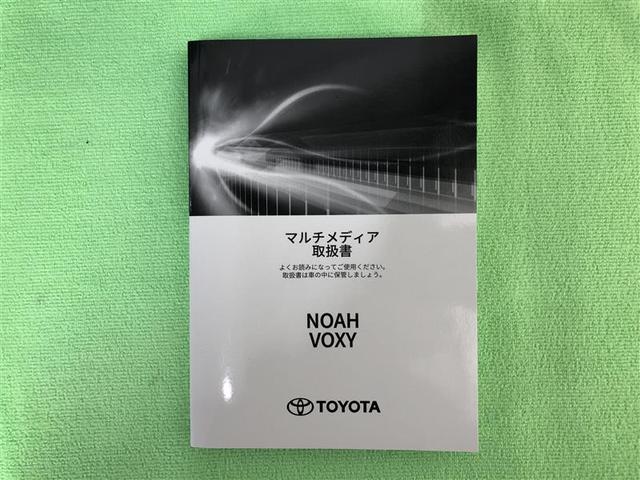 マルチメディア
取扱書
よくお読みになってご使用ください。
取扱書は車の中に保管しましょう。
NOAH
VOXY
TOYOTA